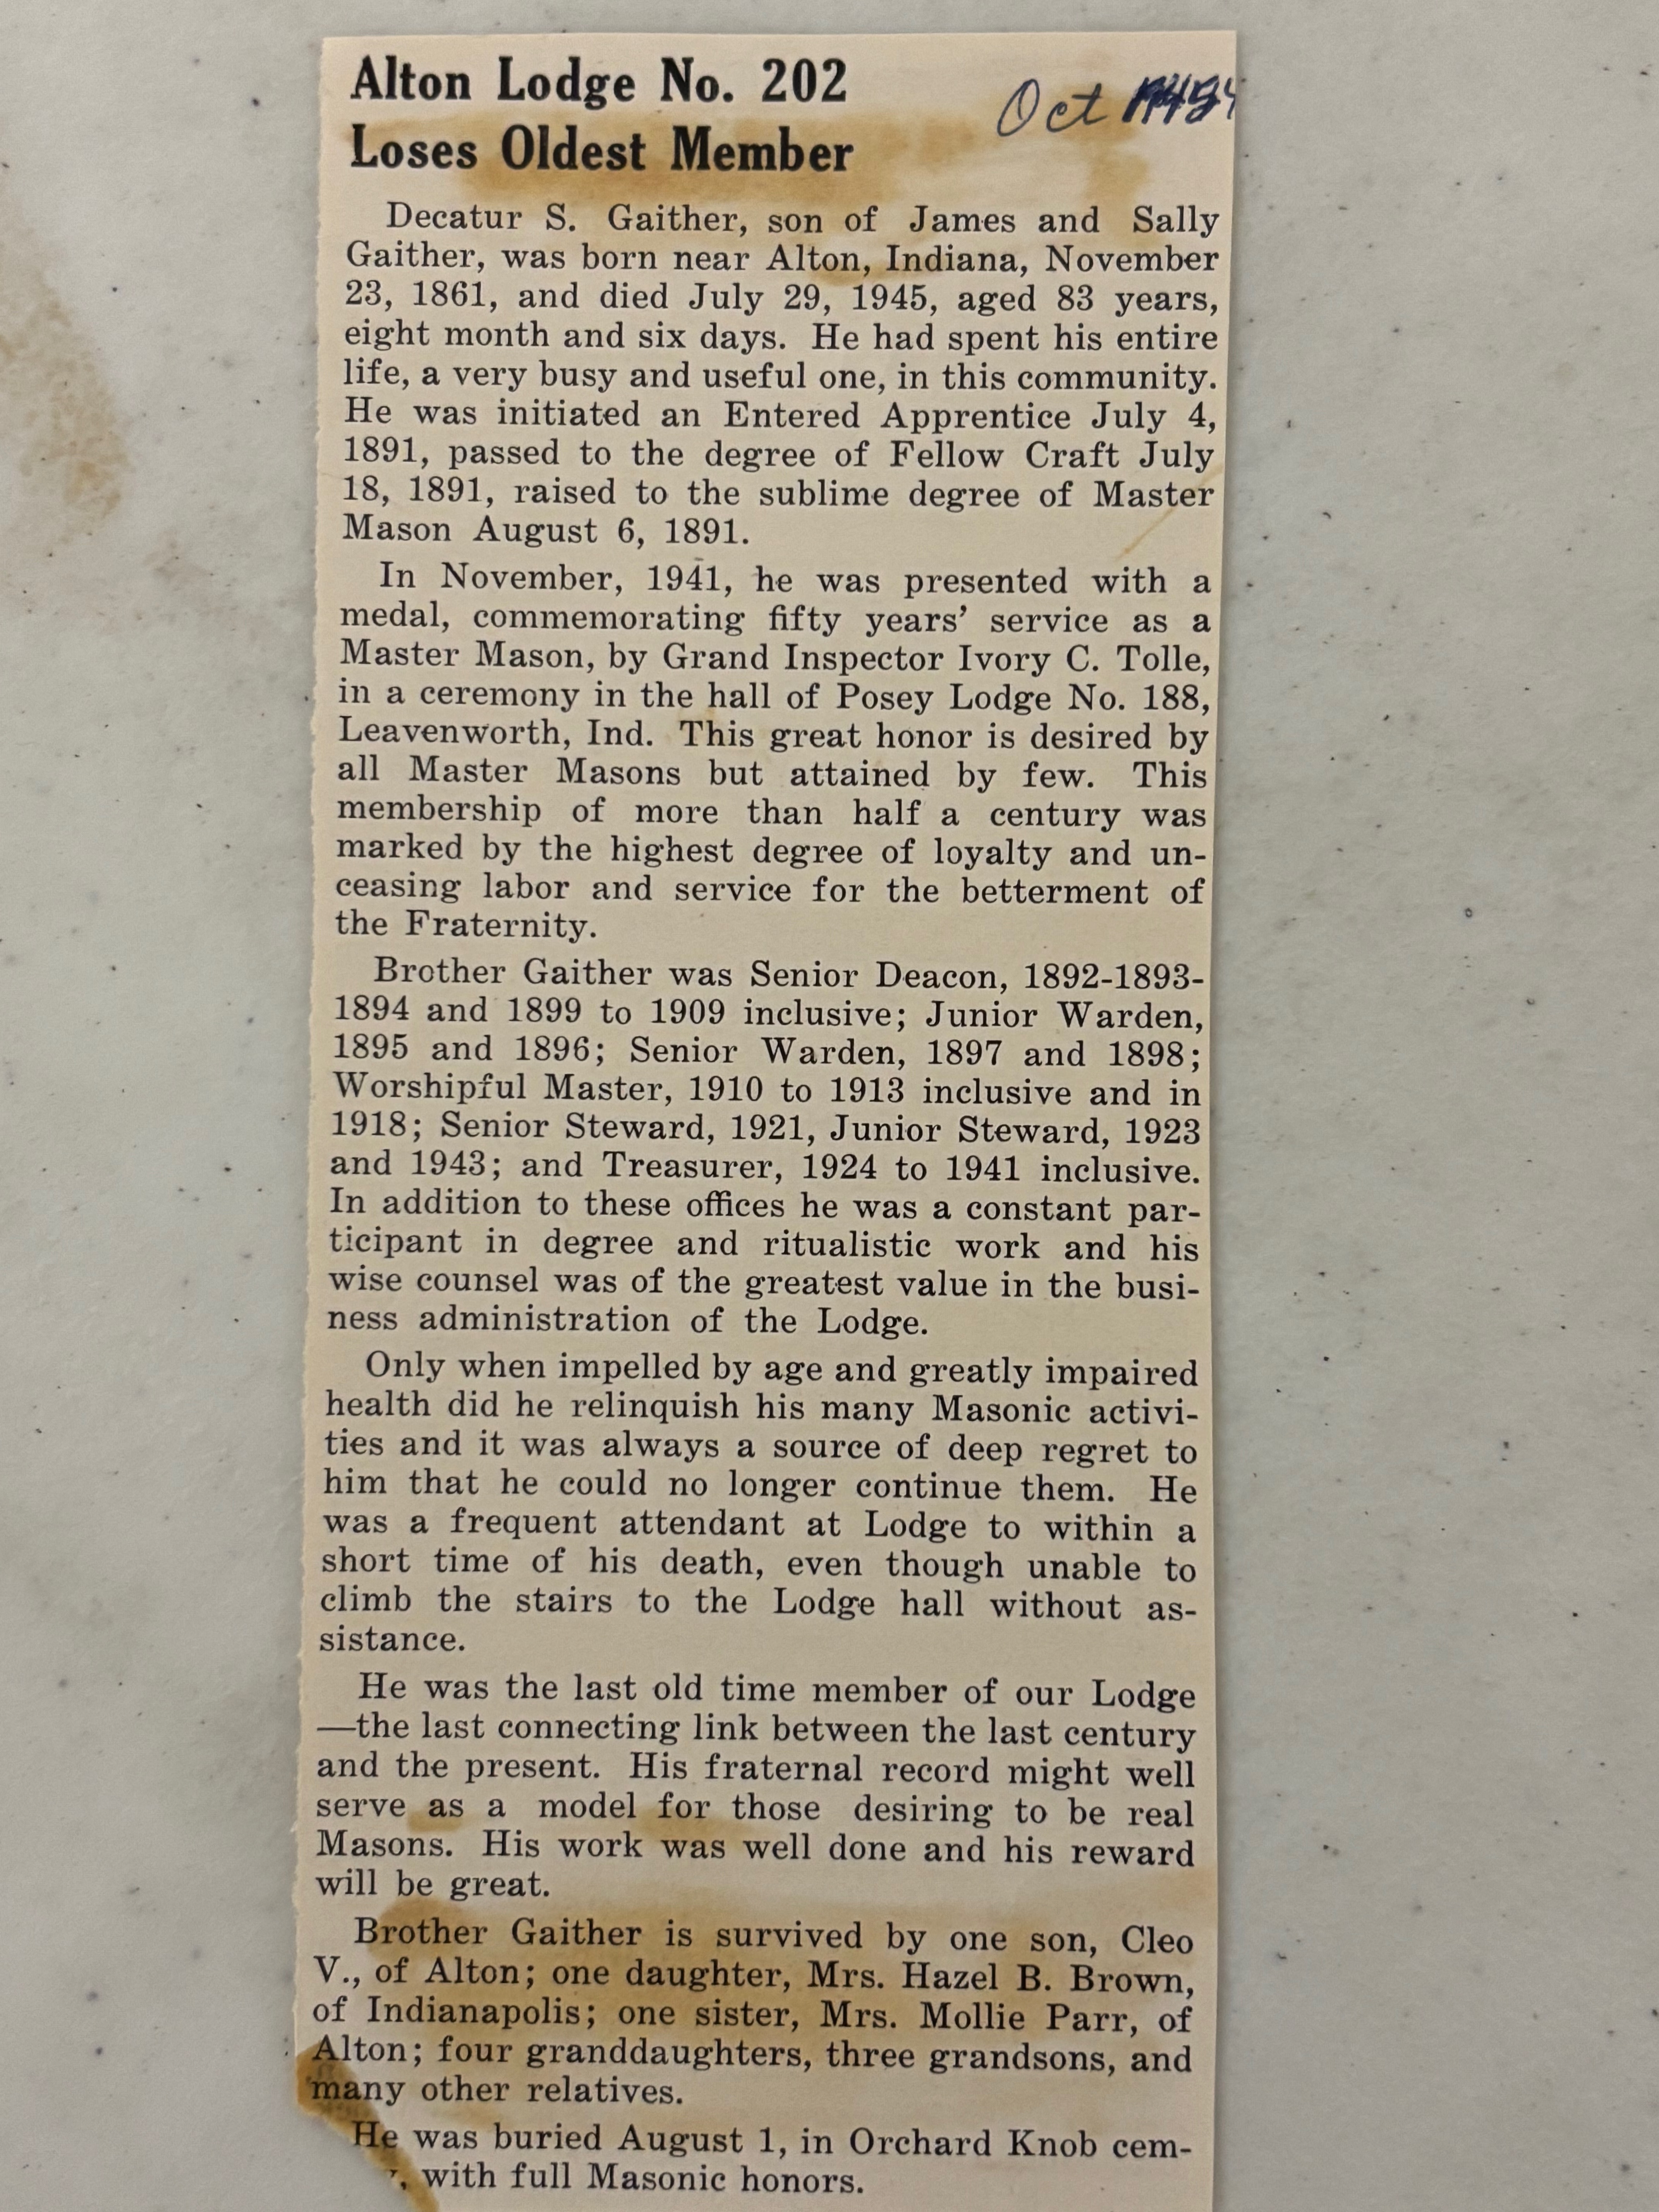 Alton Lodge No. 202
Oct
Loses Oldest Member
Decatur S. Gaither, son of James and Sally
Gaither, was born near Alton, Indiana, November
23, 1861, and died July 29, 1945, aged 83 years,
eight month and six days. He had spent his entire
life, a very busy and useful one, in this community.
He was initiated an Entered Apprentice July 4,
1891, passed to the degree of Fellow Craft July
18, 1891, raised to the sublime degree of Master
Mason August 6, 1891.
In November, 1941, he was presented with a
medal, commemorating fifty years’ service as a
Master Mason, by Grand Inspector Ivory C. Tolle,
in a ceremony in the hall of Posey Lodge No. 188,
Leavenworth, Ind. This great honor is desired by
all Master Masons but attained by few. This
membership of more than half a century was
marked by the highest degree of loyalty and un-
ceasing labor and service for the betterment of
the Fraternity.
Brother Gaither was Senior Deacon, 1892-1893-
1894 and 1899 to 1909 inclusive; Junior Warden,
1895 and 1896; Senior Warden, 1897 and 1898;
Worshipful Master, 1910 to 1913 inclusive and in
1918; Senior Steward, 1921, Junior Steward, 1923
and 1943; and Treasurer, 1924 to 1941 inclusive.
In addition to these offices he was a constant par-
ticipant in degree and ritualistic work and his
wise counsel was of the greatest value in the busi-
ness administration of the Lodge.
Only when impelled by age and greatly impaired
health did he relinquish his many Masonic activi-
ties and it was always a source of deep regret to
him that he could no longer continue them. He
was a frequent attendant at Lodge to within a
short time of his death, even though unable to
climb the stairs to the Lodge hall without as-
sistance.
He was the last old time member of our Lodge
—the last connecting link between the last century
and the present. His fraternal record might well
serve as a model for those desiring to be real
Masons. His work was well done and his reward
will be great.
Brother Gaither is survived by one son, Cleo
V., of Alton; one daughter, Mrs. Hazel B. Brown,
of Indianapolis; one sister, Mrs. Mollie Parr, of
Alton; four granddaughters, three grandsons, and
many other relatives.
He was buried August 1, in Orchard Knob cem-
, with full Masonic honors.